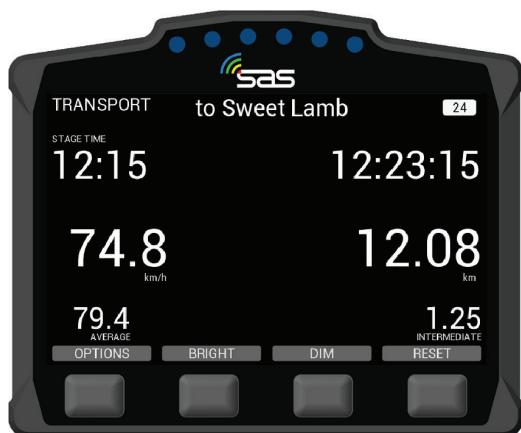 sas
TRANSPORT to Sweet Lamb 24
STAGE TIME
12:15 12:23:15
74.8 12.08
km/h km
79.4 1.25
AVERAGE INTERMEDIATE
OPTIONS BRIGHT DIM RESET